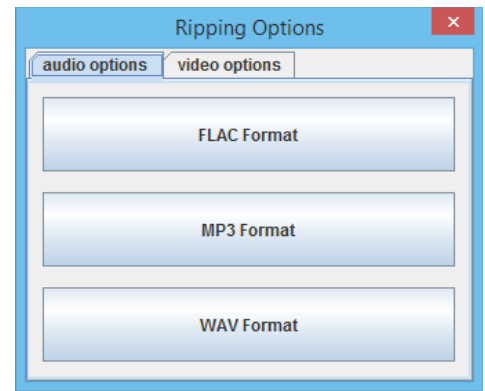 Ripping Options
audio options video options
FLAC Format
MP3 Format
WAV Format